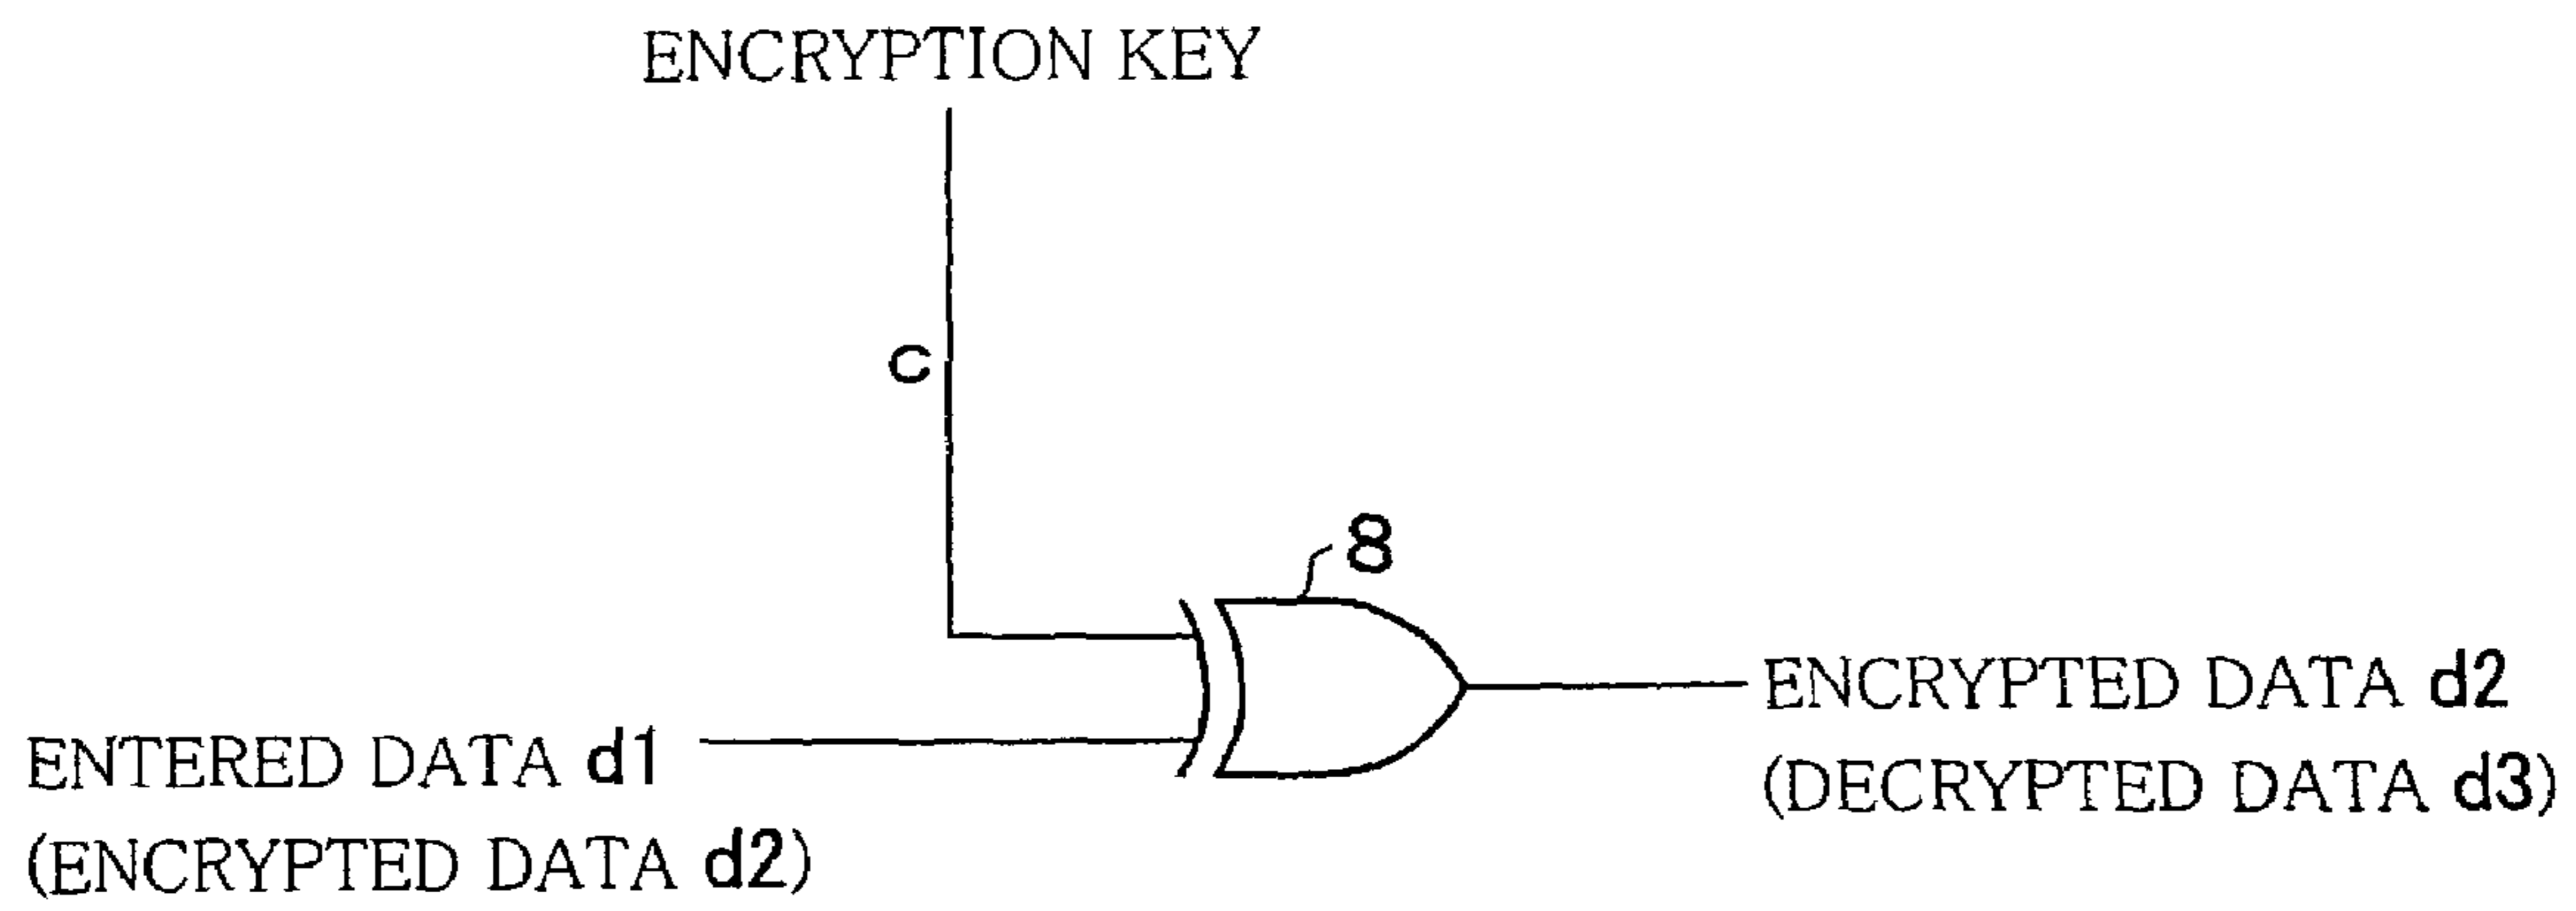 ENCRYPTION KEY
c
8
ENTERED DATA d1
(ENCRYPTED DATA d2)
ENCRYPTED DATA d2
(DECRYPTED DATA d3)